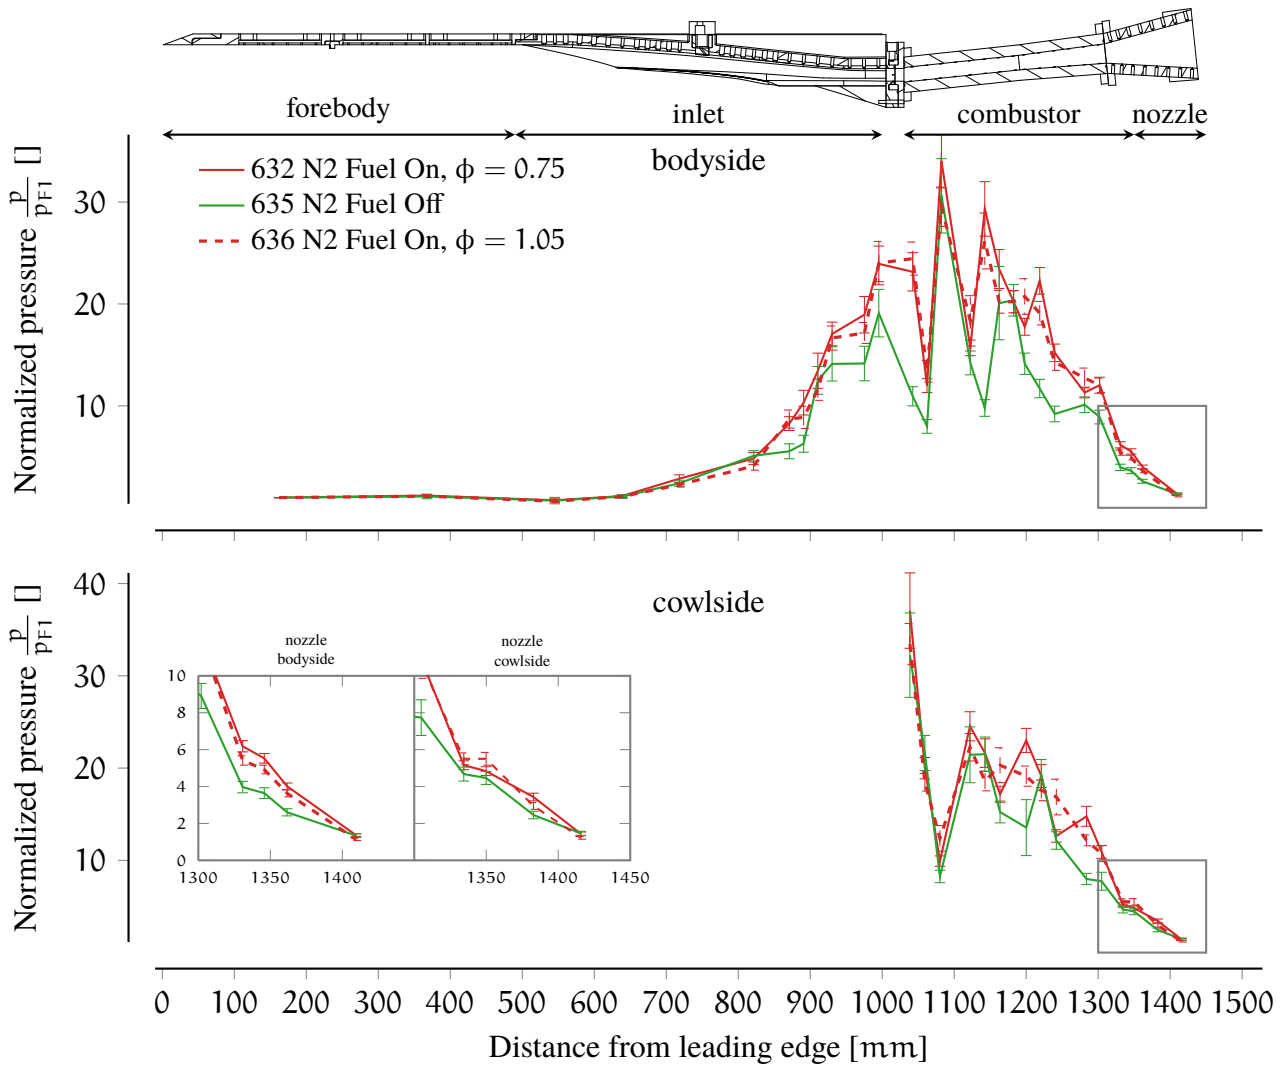 forebody
inlet
combustor
nozzle
bodyside
632 N2 Fuel On, ϕ = 0.75
635 N2 Fuel Off
636 N2 Fuel On, ϕ = 1.05
Normalized pressure p/pF1 []
30
20
10
cowlside
Normalized pressure p/pF1 []
40
30
20
10
nozzle
bodyside
nozzle
cowlside
10
8
6
4
2
0
1300
1350
1400
1350
1400
1450
0
100
200
300
400
500
600
700
800
900
1000
1100
1200
1300
1400
1500
Distance from leading edge [mm]